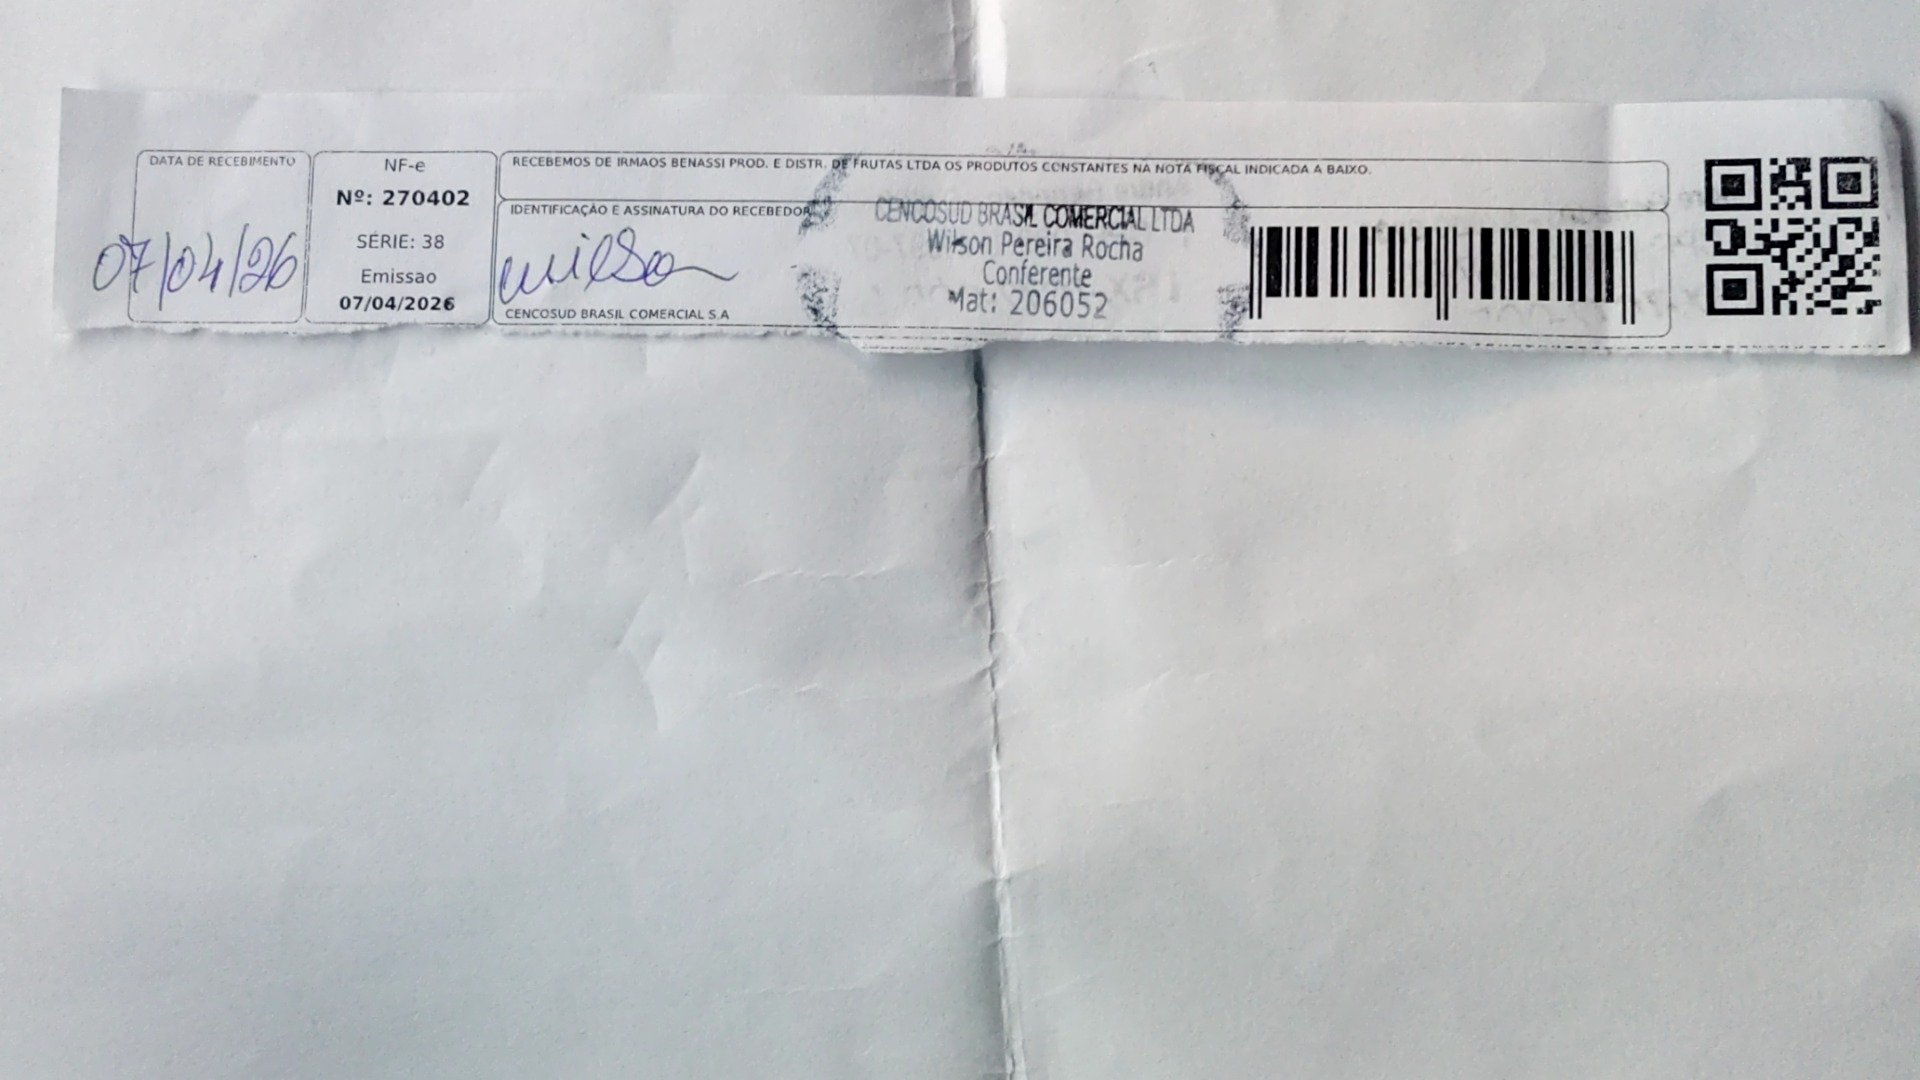 DATA DE RECEBIMENTO
07/04/26
NF-e
Nº: 270402
SÉRIE: 38
Emissao
07/04/2026
RECEBEMOS DE IRMAOS BENASSI PROD. E DISTR. DE FRUTAS LTDA OS PRODUTOS CONSTANTES NA NOTA FISCAL INDICADA A BAIXO.
IDENTIFICAÇÃO E ASSINATURA DO RECEBEDOR
Wilson
CENCOSUD BRASIL COMERCIAL S.A
CENCOSUD BRASIL COMERCIAL LTDA
Wilson Pereira Rocha
Conferente
Mat: 206052